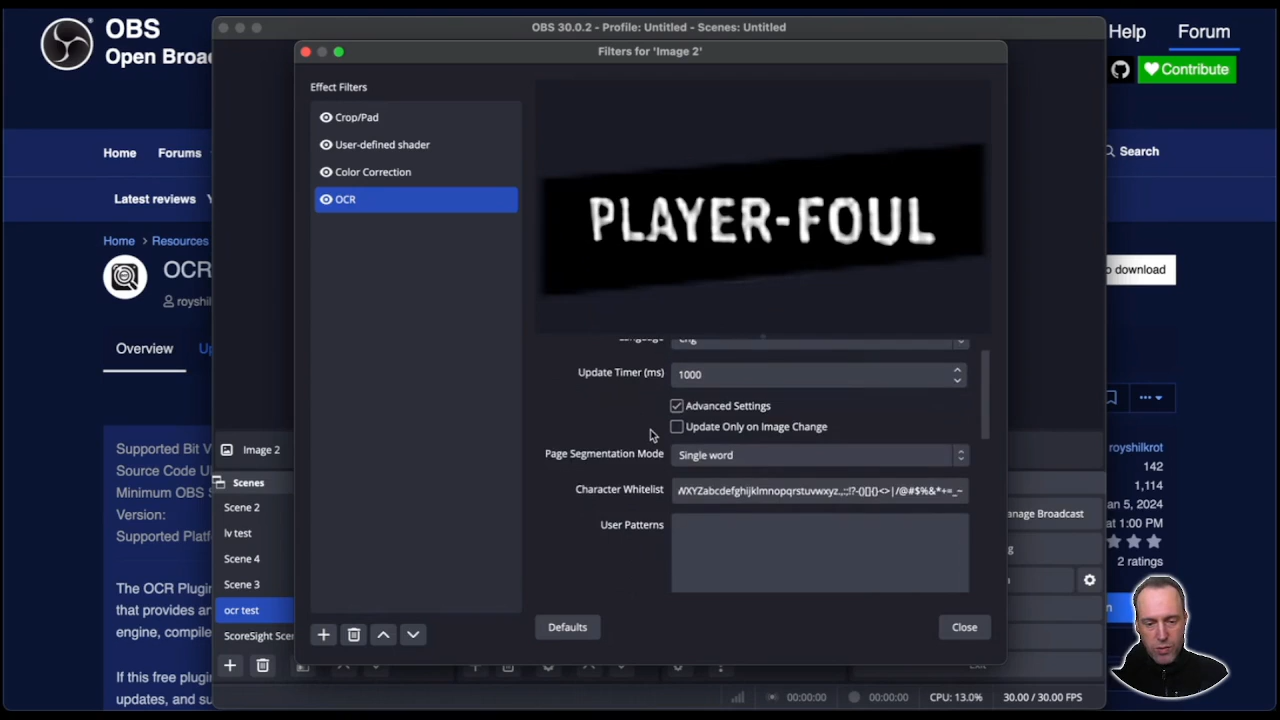 OBS
Open Broa
Help
Forum
Contribute
OBS 30.0.2 - Profile: Untitled - Scenes: Untitled
Filters for 'Image 2'
Effect Filters
Crop/Pad
User-defined shader
Color Correction
OCR
PLAYER-FOUL
Home
Forums
Search
Latest reviews
Home > Resources
OCR
royshil
o download
Overview
Up
Language
Eng
Update Timer (ms)
1000
Advanced Settings
Update Only on Image Change
Page Segmentation Mode
Single word
Character Whitelist
WXYZabcdefghijklmnopqrstuvwxyz.,:;!?-()[]{}<>|/@#$%&*+=_~
User Patterns
Defaults
Close
Supported Bit V
Source Code U
Minimum OBS
Version:
Supported Platf
Image 2
Scenes
Scene 2
lv test
Scene 4
Scene 3
ocr test
ScoreSight Scen
royshilkrot
142
1,114
an 5, 2024
at 1:00 PM
2 ratings
anage Broadcast
The OCR Plugin
that provides an
engine, compile
If this free plugin
updates, and su
00:00:00
00:00:00
CPU: 13.0%
30.00 / 30.00 FPS